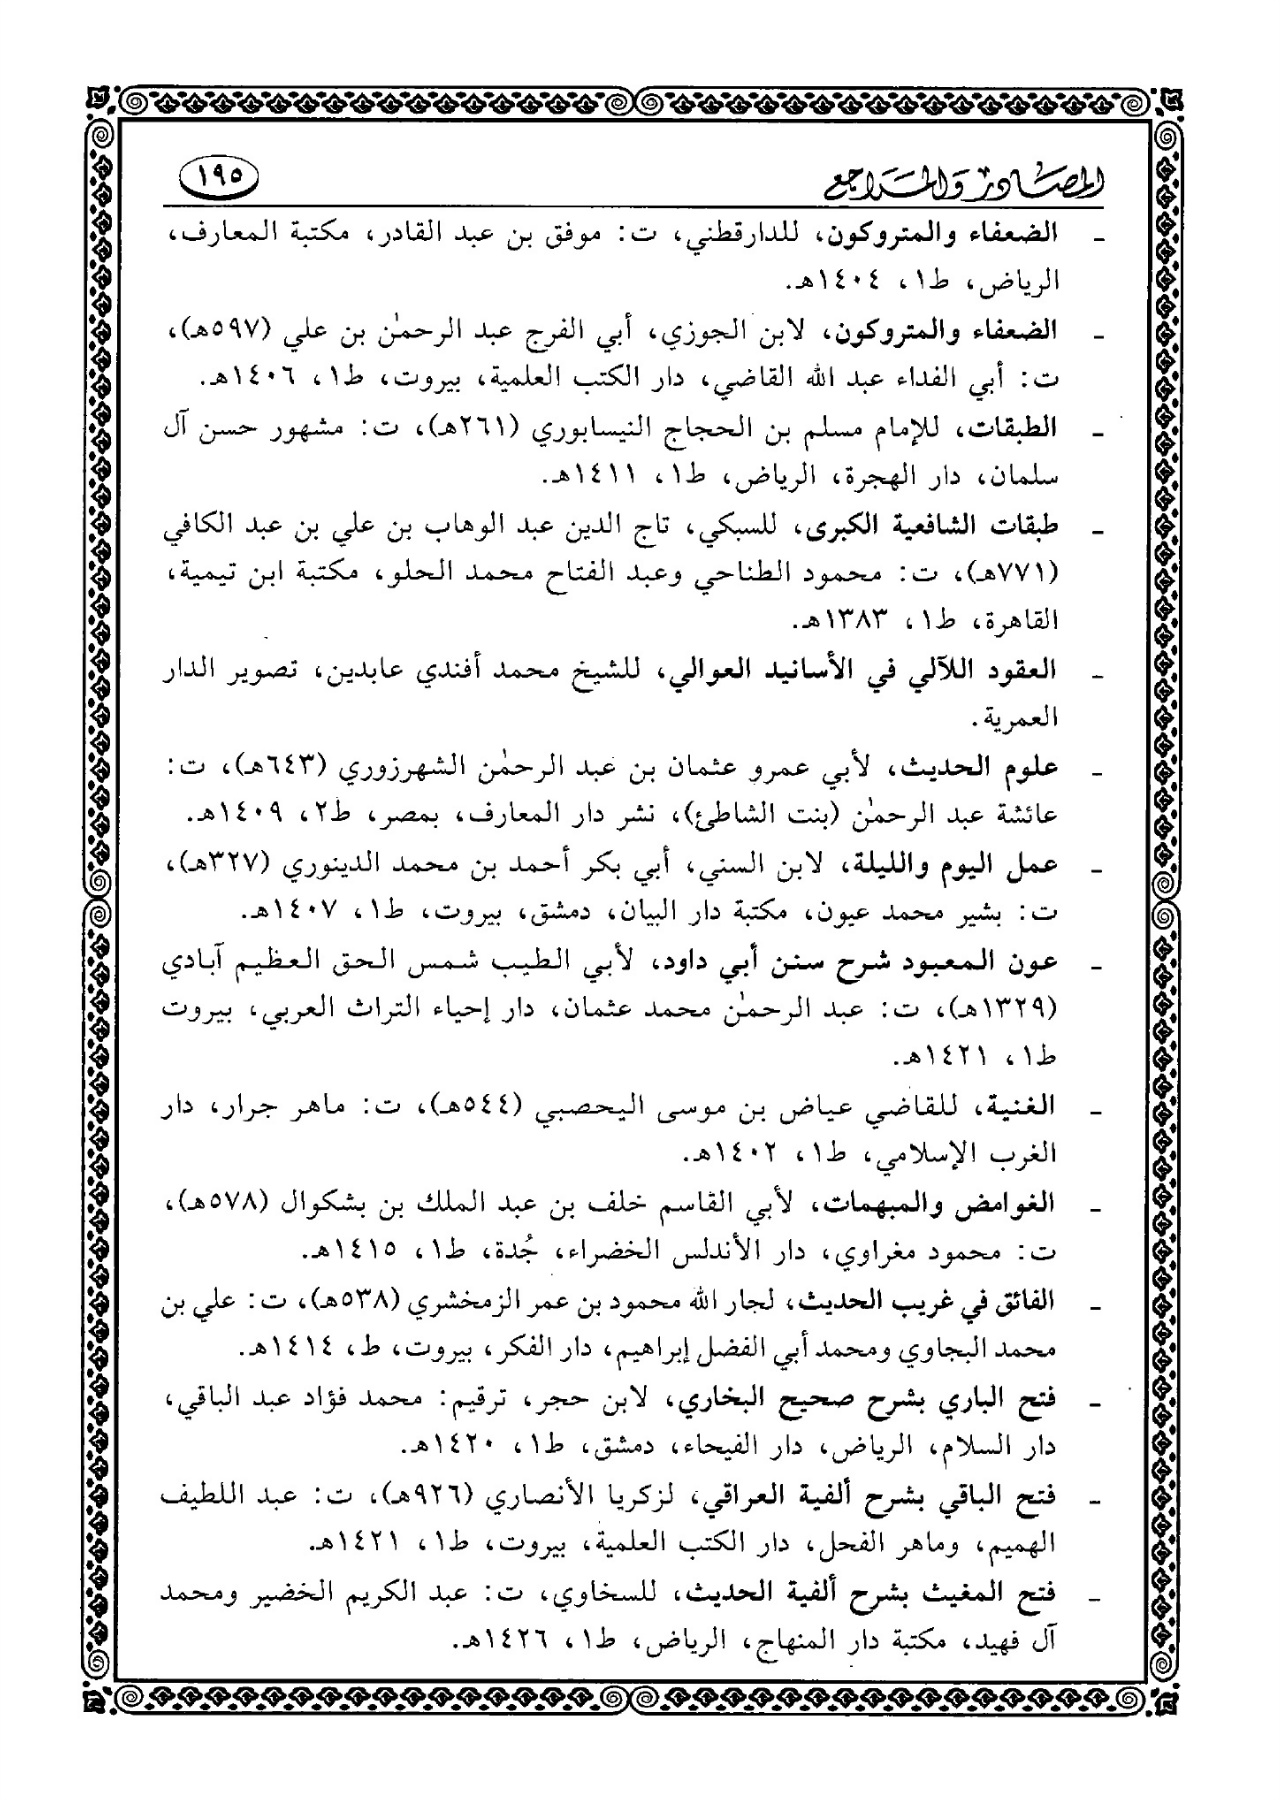 المصادر والمراجع
١٩٥
- الضعفاء والمتروكون، للدارقطني، ت: موفق بن عبد القادر، مكتبة المعارف،
الرياض، ط١، ١٤٠٤هـ.
- الضعفاء والمتروكون، لابن الجوزي، أبي الفرج عبد الرحمٰن بن علي (٥٩٧هـ)،
ت: أبي الفداء عبد الله القاضي، دار الكتب العلمية، بيروت، ط١، ١٤٠٦هـ.
- الطبقات، للإمام مسلم بن الحجاج النيسابوري (٢٦١هـ)، ت: مشهور حسن آل
سلمان، دار الهجرة، الرياض، ط١، ١٤١١هـ.
- طبقات الشافعية الكبرى، للسبكي، تاج الدين عبد الوهاب بن علي بن عبد الكافي
(٧٧١هـ)، ت: محمود الطناحي وعبد الفتاح محمد الحلو، مكتبة ابن تيمية،
القاهرة، ط١، ١٣٨٣هـ.
- العقود اللآلي في الأسانيد العوالي، للشيخ محمد أفندي عابدين، تصوير الدار
العمرية.
- علوم الحديث، لأبي عمرو عثمان بن عبد الرحمٰن الشهرزوري (٦٤٣هـ)، ت:
عائشة عبد الرحمٰن (بنت الشاطئ)، نشر دار المعارف، بمصر، ط٢، ١٤٠٩هـ.
- عمل اليوم والليلة، لابن السني، أبي بكر أحمد بن محمد الدينوري (٣٢٧هـ)،
ت: بشير محمد عيون، مكتبة دار البيان، دمشق، بيروت، ط١، ١٤٠٧هـ.
- عون المعبود شرح سنن أبي داود، لأبي الطيب شمس الحق العظيم آبادي
(١٣٢٩هـ)، ت: عبد الرحمٰن محمد عثمان، دار إحياء التراث العربي، بيروت
ط١، ١٤٢١هـ.
- الغنية، للقاضي عياض بن موسى اليحصبي (٥٤٤هـ)، ت: ماهر جرار، دار
الغرب الإسلامي، ط١، ١٤٠٢هـ.
- الغوامض والمبهمات، لأبي القاسم خلف بن عبد الملك بن بشكوال (٥٧٨هـ)،
ت: محمود مغراوي، دار الأندلس الخضراء، جُدة، ط١، ١٤١٥هـ.
- الفائق في غريب الحديث، لجار الله محمود بن عمر الزمخشري (٥٣٨هـ)، ت: علي بن
محمد البجاوي ومحمد أبي الفضل إبراهيم، دار الفكر، بيروت، ط، ١٤١٤هـ.
- فتح الباري بشرح صحيح البخاري، لابن حجر، ترقيم: محمد فؤاد عبد الباقي،
دار السلام، الرياض، دار الفيحاء، دمشق، ط١، ١٤٢٠هـ.
- فتح الباقي بشرح ألفية العراقي، لزكريا الأنصاري (٩٢٦هـ)، ت: عبد اللطيف
الهميم، وماهر الفحل، دار الكتب العلمية، بيروت، ط١، ١٤٢١هـ.
- فتح المغيث بشرح ألفية الحديث، للسخاوي، ت: عبد الكريم الخضير ومحمد
آل فهيد، مكتبة دار المنهاج، الرياض، ط١، ١٤٢٦هـ.